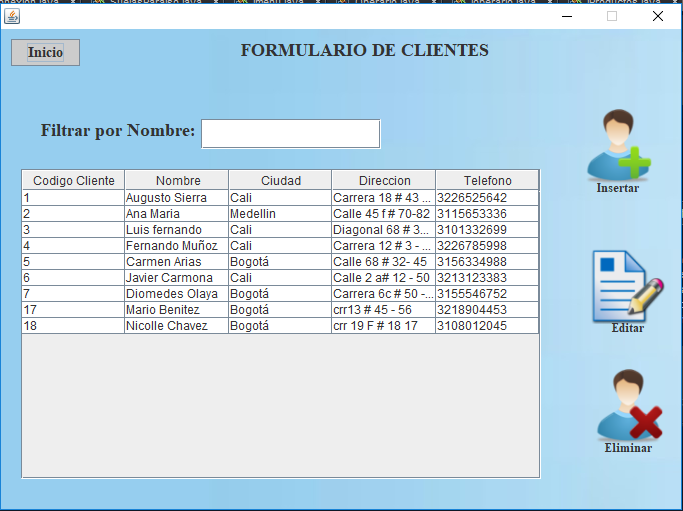 Inicio
FORMULARIO DE CLIENTES
Filtrar por Nombre:
Codigo Cliente Nombre Ciudad Direccion Telefono
1 Augusto Sierra Cali Carrera 18 # 43 ... 3226525642
2 Ana Maria Medellin Calle 45 f # 70-82 3115653336
3 Luis fernando Cali Diagonal 68 # 3... 3101332699
4 Fernando Muñoz Cali Carrera 12 # 3 - ... 3226785998
5 Carmen Arias Bogotá Calle 68 # 32- 45 3156334988
6 Javier Carmona Cali Calle 2 a# 12 - 50 3213123383
7 Diomedes Olaya Bogotá Carrera 6c # 50 -... 3155546752
17 Mario Benitez Bogotá crr13 # 45 - 56 3218904453
18 Nicolle Chavez Bogotá crr 19 F # 18 17 3108012045
Insertar
Editar
Eliminar